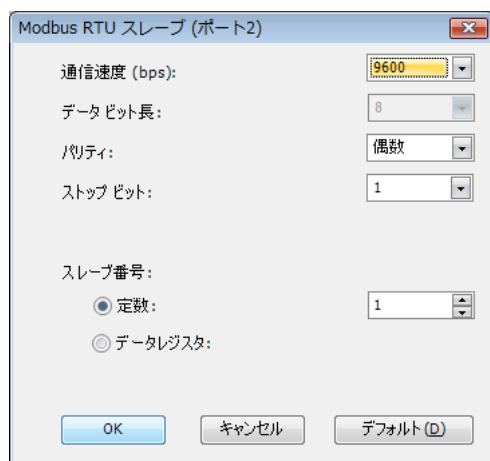 Modbus RTU スレーブ (ポート2)
通信速度 (bps): 9600
データ ビット長: 8
パリティ: 偶数
ストップ ビット: 1
スレーブ番号:
定数: 1
データレジスタ:
OK キャンセル デフォルト(D)